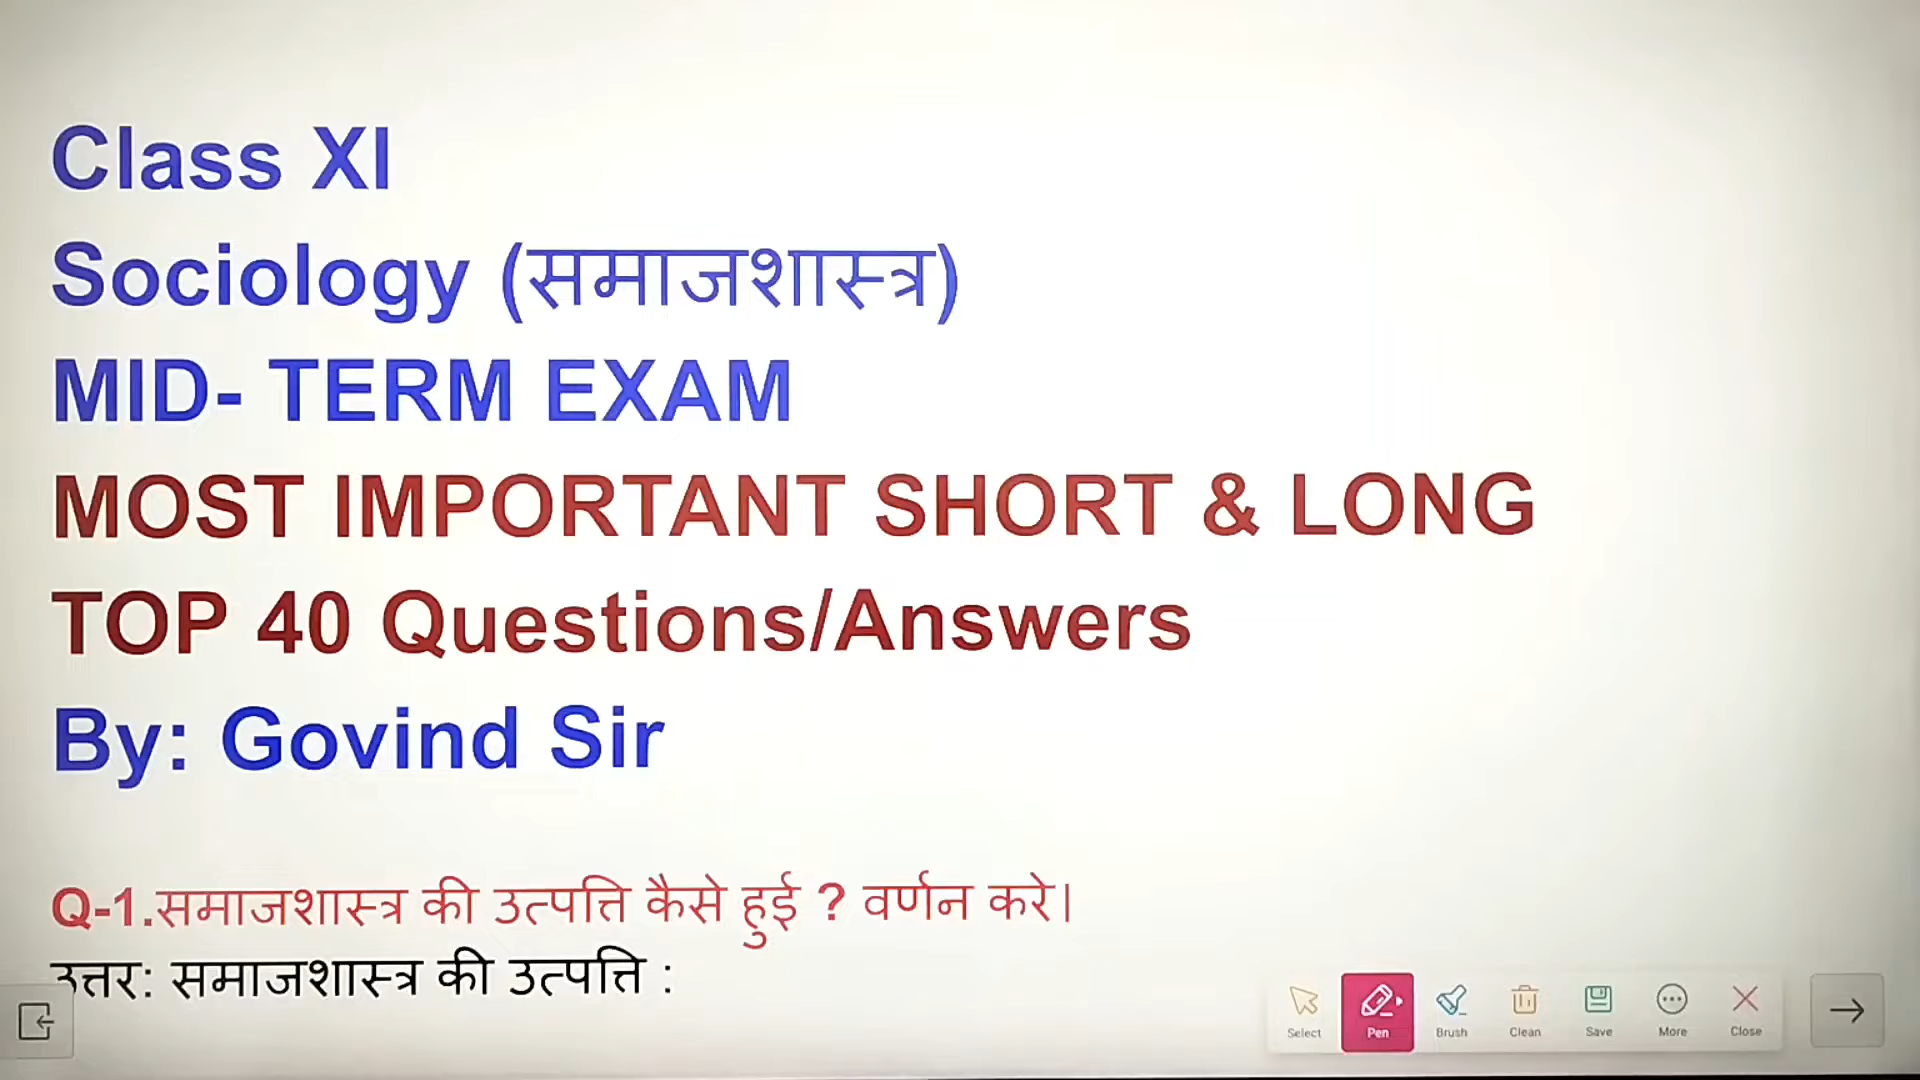 Class XI
Sociology (समाजशास्त्र)
MID- TERM EXAM
MOST IMPORTANT SHORT & LONG
TOP 40 Questions/Answers
By: Govind Sir
Q-1.समाजशास्त्र की उत्पत्ति कैसे हुई ? वर्णन करे।
उत्तर: समाजशास्त्र की उत्पत्ति :
Select Pen Brush Clean Save More Close